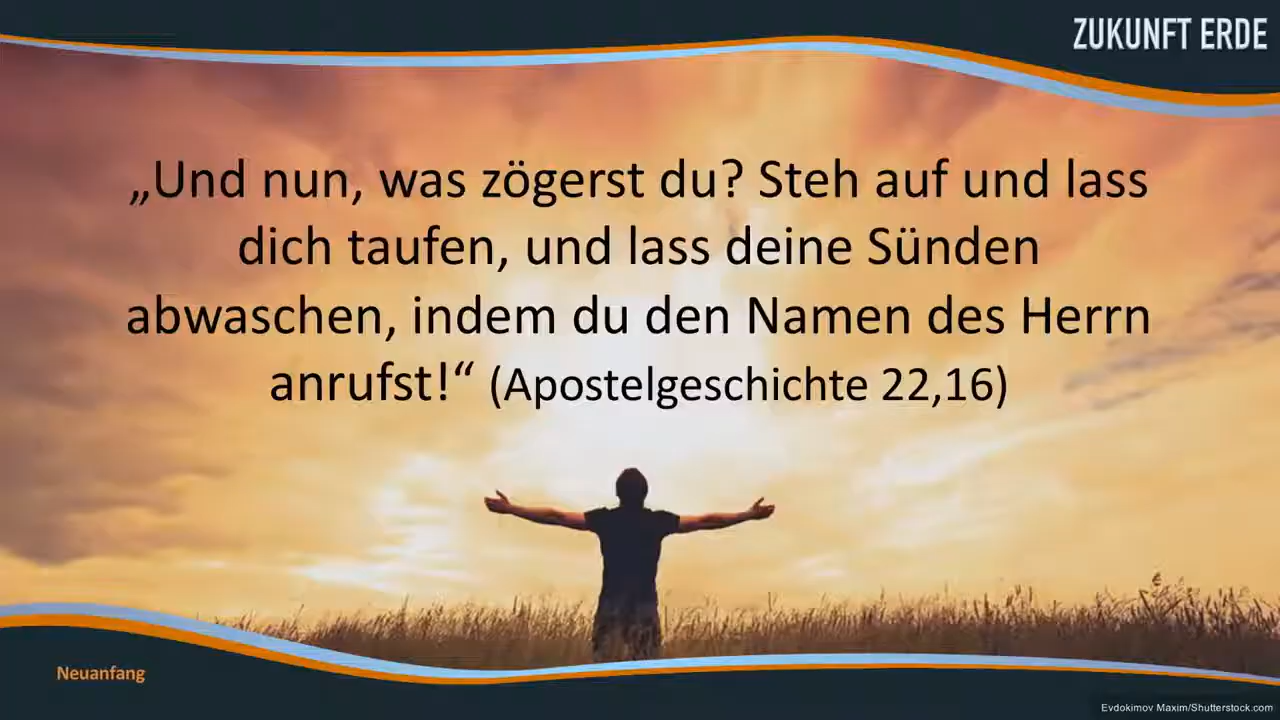 ZUKUNFT ERDE
„Und nun, was zögerst du? Steh auf und lass
dich taufen, und lass deine Sünden
abwaschen, indem du den Namen des Herrn
anrufst!“ (Apostelgeschichte 22,16)
Neuanfang
Evdokimov Maxim/Shutterstock.com